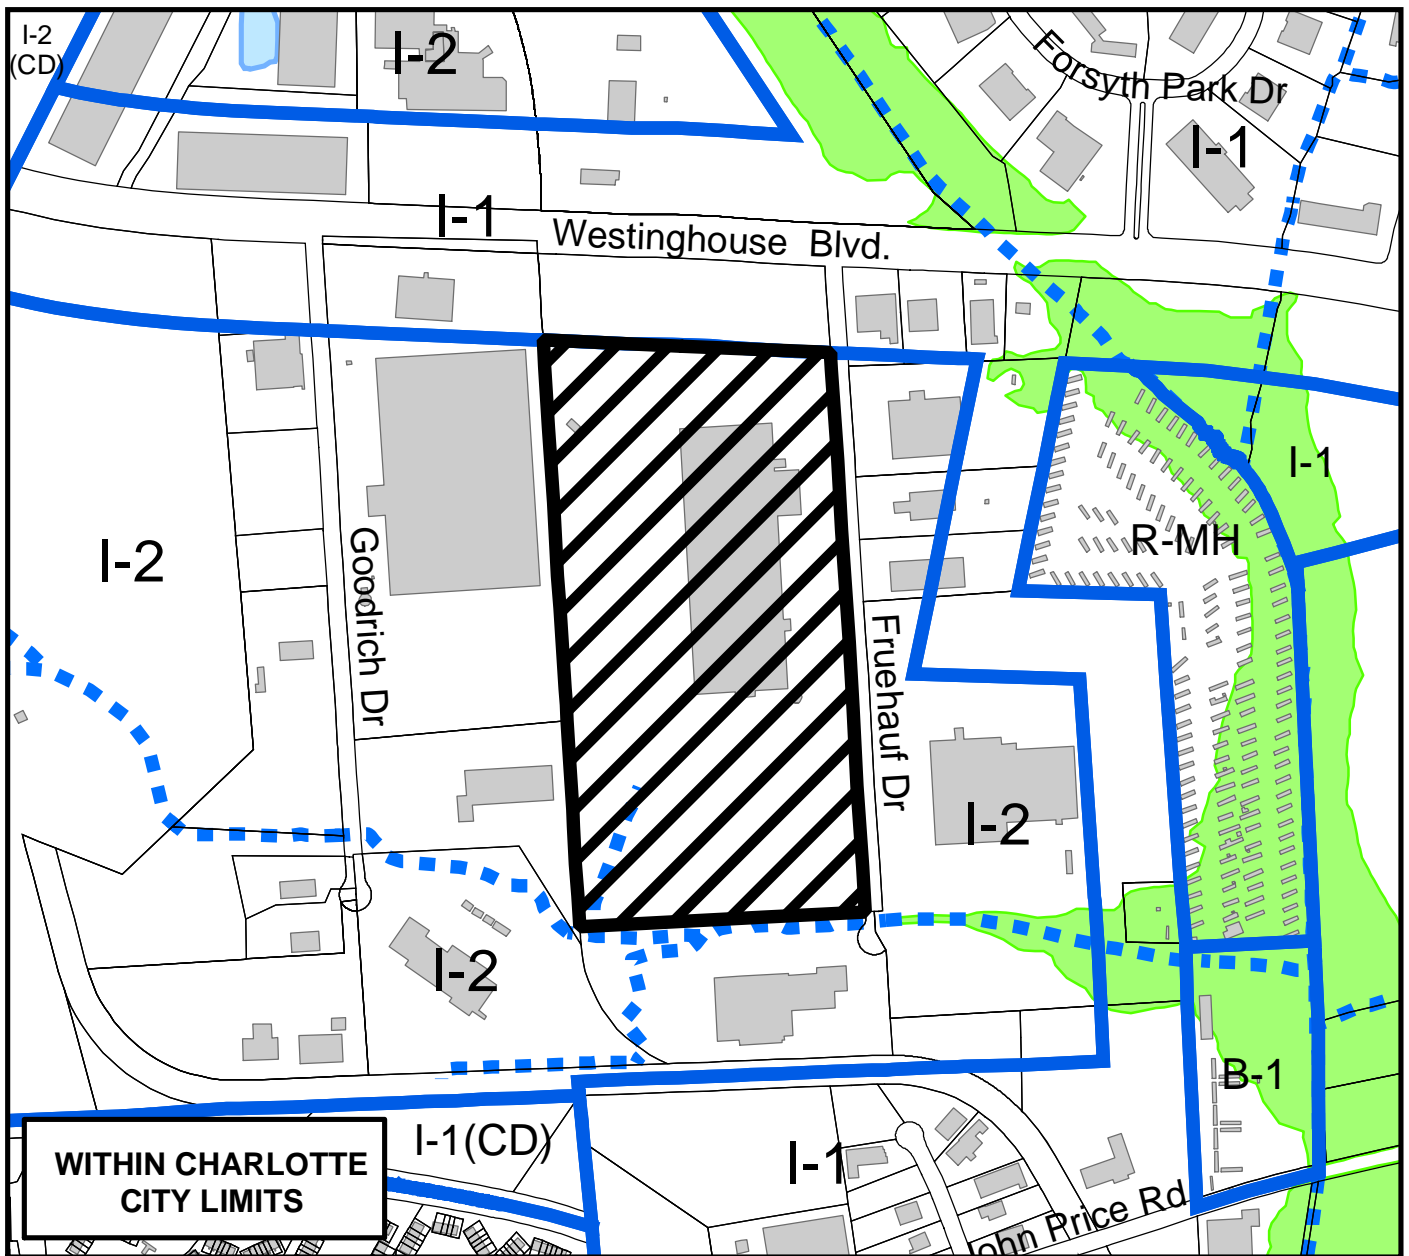 I-2
(CD)
I-2
Forsyth Park Dr
I-1
I-1
Westinghouse Blvd.
I-1
R-MH
I-2
Goodrich Dr
Fruehauf Dr
I-2
I-2
B-1
I-1(CD)
I-1
John Price Rd
WITHIN CHARLOTTE
CITY LIMITS